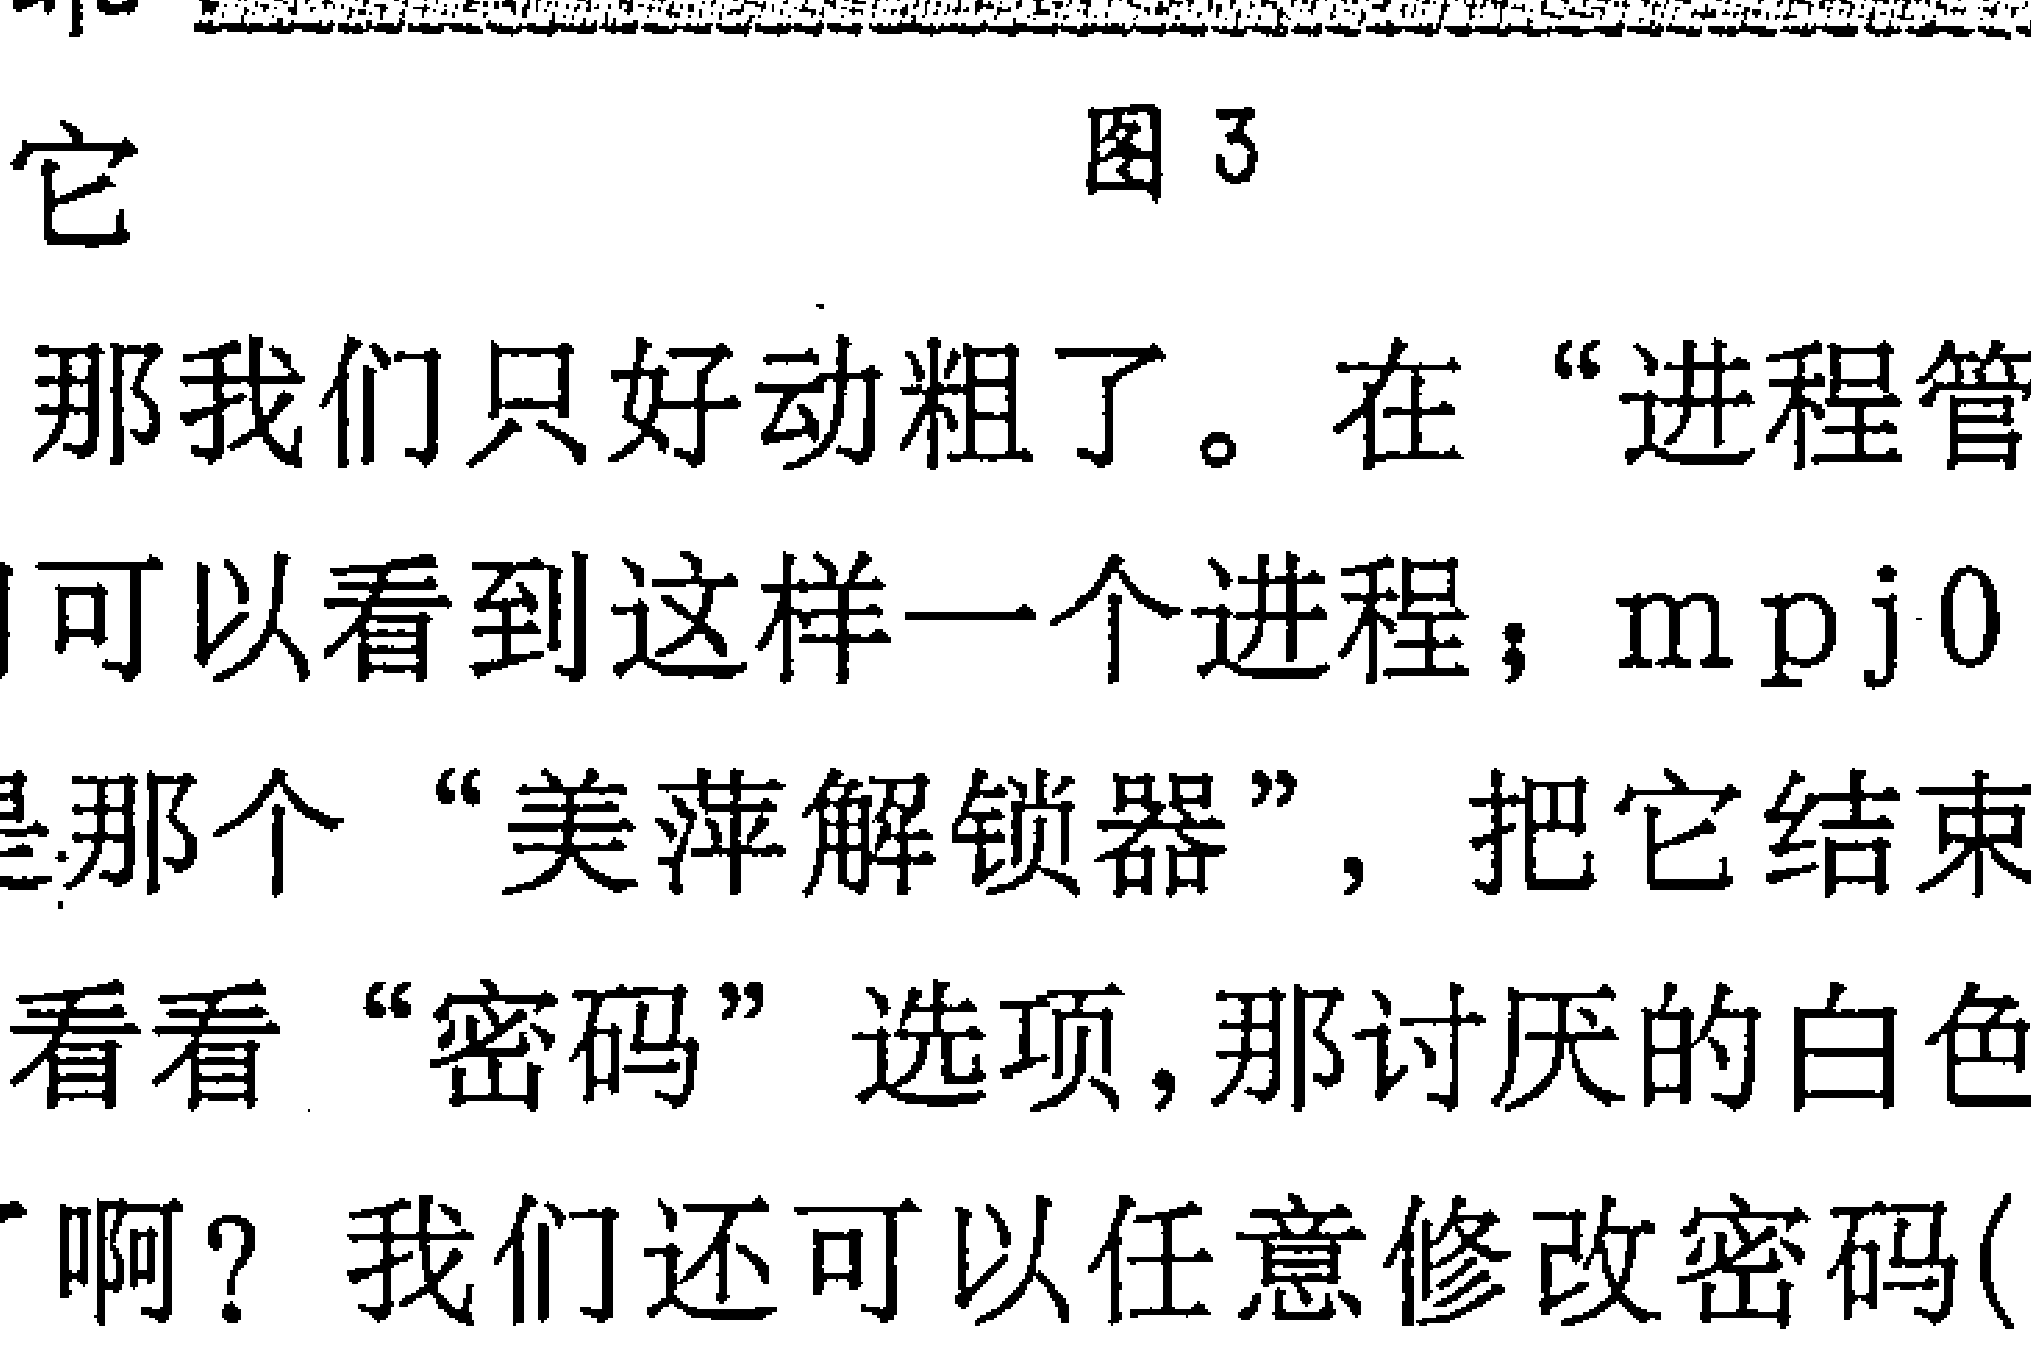 图3
它
那我们只好动粗了。在“进程管
可以看到这样一个进程；mpj0
是那个“美萍解锁器”，把它结束
看看“密码”选项,那讨厌的白色
啊？我们还可以任意修改密码(